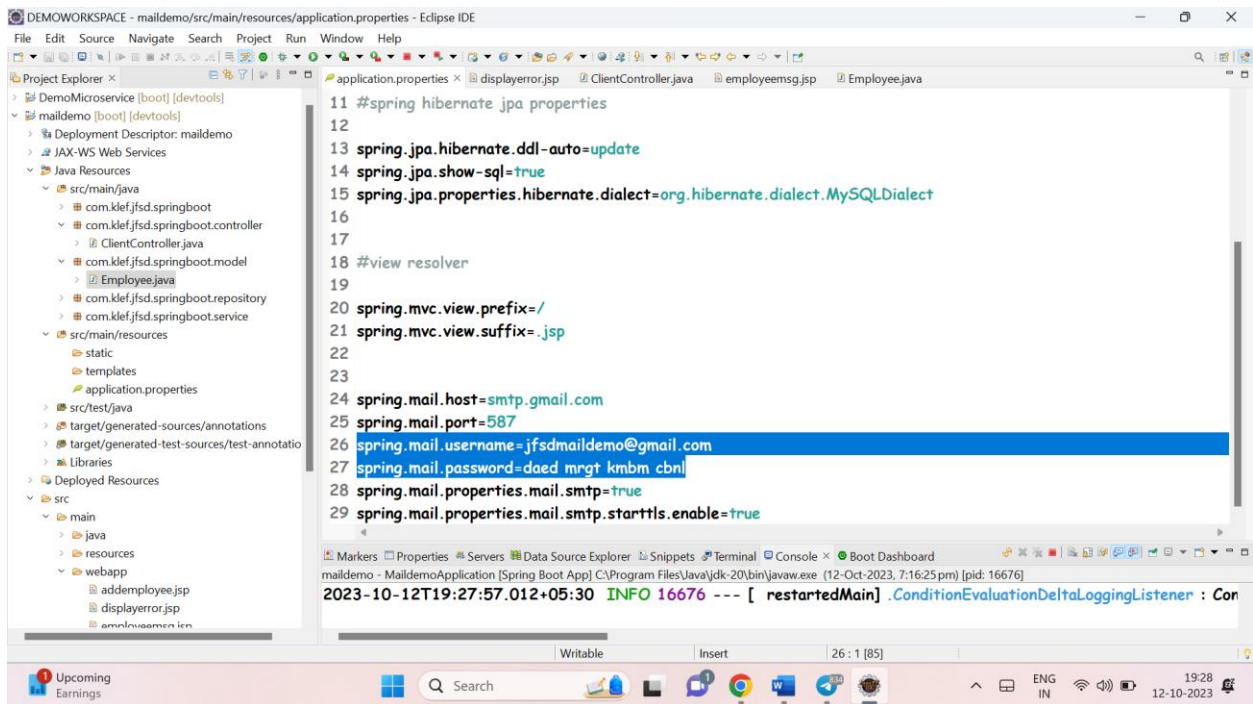 DEMOWORKSPACE - maildemo/src/main/resources/application.properties - Eclipse IDE
File Edit Source Navigate Search Project Run Window Help
Project Explorer
application.properties displayerror.jsp ClientController.java employeemsg.jsp Employee.java
DemoMicroservice [boot] [devtools]
maildemo [boot] [devtools]
Deployment Descriptor: maildemo
JAX-WS Web Services
Java Resources
src/main/java
com.klef.jfsd.springboot
com.klef.jfsd.springboot.controller
ClientController.java
com.klef.jfsd.springboot.model
Employee.java
com.klef.jfsd.springboot.repository
com.klef.jfsd.springboot.service
src/main/resources
static
templates
application.properties
src/test/java
target/generated-sources/annotations
target/generated-test-sources/test-annotatio
Libraries
Deployed Resources
src
main
java
resources
webapp
addemployee.jsp
displayerror.jsp
employeemsg.jsp
11 #spring hibernate jpa properties
12
13 spring.jpa.hibernate.ddl-auto=update
14 spring.jpa.show-sql=true
15 spring.jpa.properties.hibernate.dialect=org.hibernate.dialect.MySQLDialect
16
17
18 #view resolver
19
20 spring.mvc.view.prefix=/
21 spring.mvc.view.suffix=.jsp
22
23
24 spring.mail.host=smtp.gmail.com
25 spring.mail.port=587
26 spring.mail.username=jfsdmaildemo@gmail.com
27 spring.mail.password=daed mrgt kmbm cbnl
28 spring.mail.properties.mail.smtp=true
29 spring.mail.properties.mail.smtp.starttls.enable=true
Markers Properties Servers Data Source Explorer Snippets Terminal Console Boot Dashboard
maildemo - MaildemoApplication [Spring Boot App] C:\Program Files\Java\jdk-20\bin\javaw.exe (12-Oct-2023, 7:16:25 pm) [pid: 16676]
2023-10-12T19:27:57.012+05:30 INFO 16676 --- [ restartedMain] .ConditionEvaluationDeltaLoggingListener : Con
Writable Insert 26 : 1 [85]
1
Upcoming
Earnings
Search
834
ENG
IN
19:28
12-10-2023